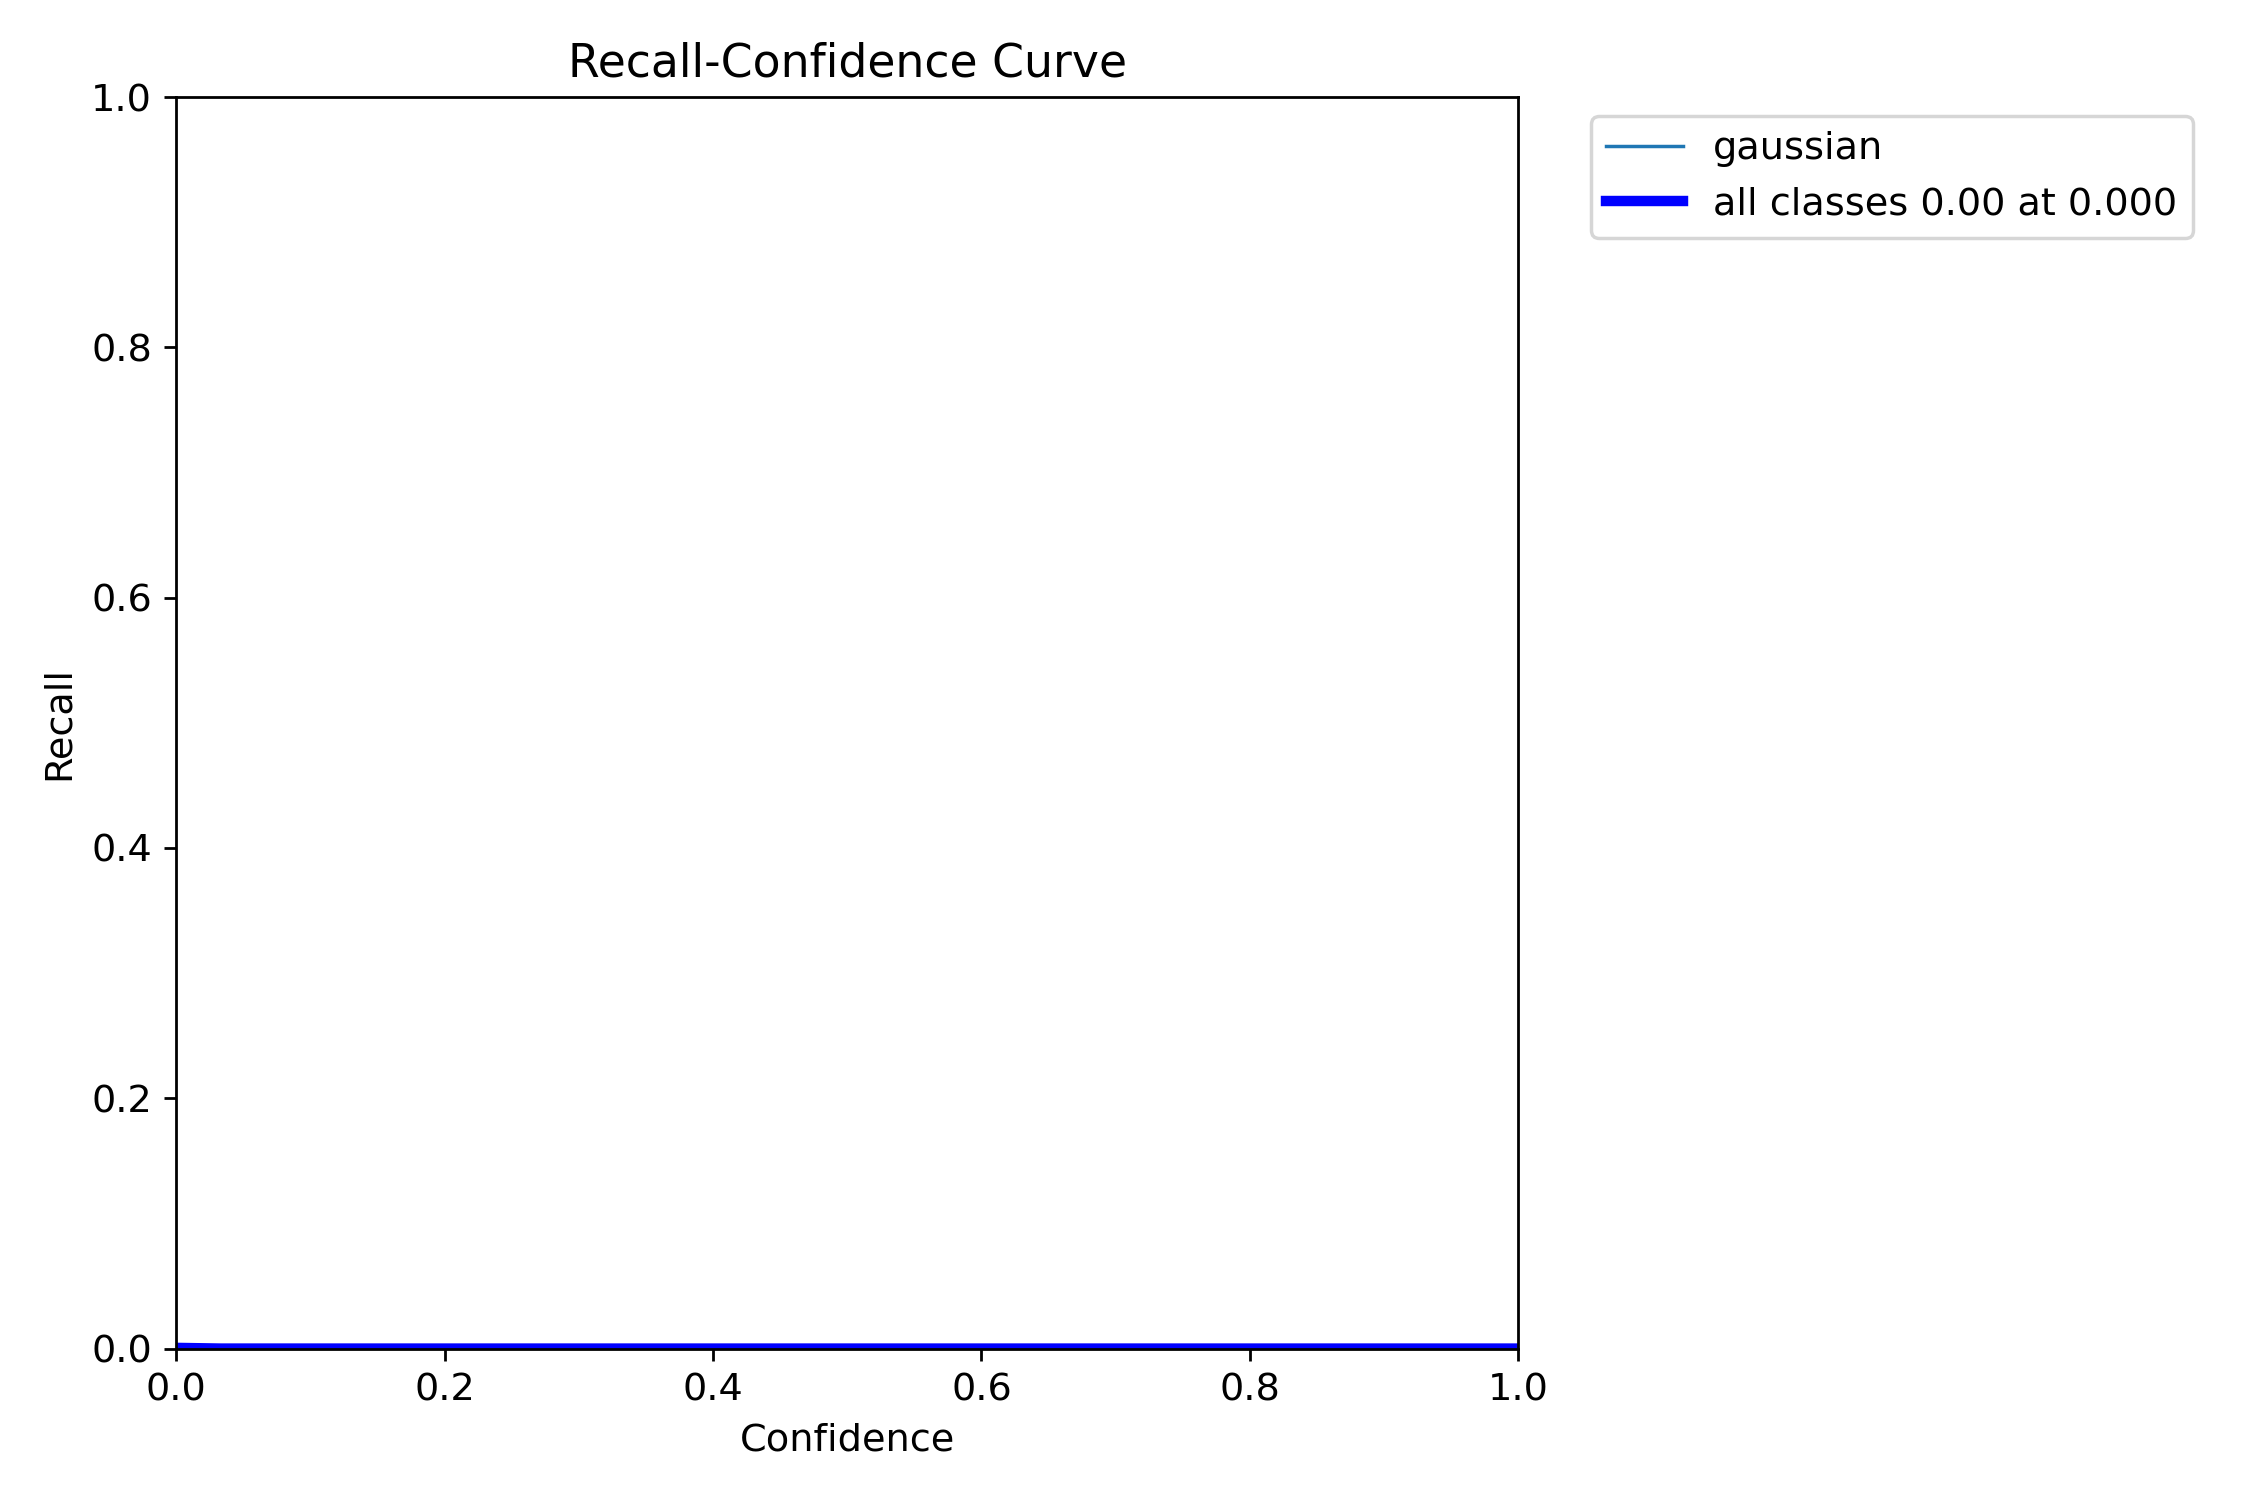 Recall-Confidence Curve
1.0
0.8
0.6
0.4
0.2
0.0
Recall
0.0 0.2 0.4 0.6 0.8 1.0
Confidence
gaussian
all classes 0.00 at 0.000